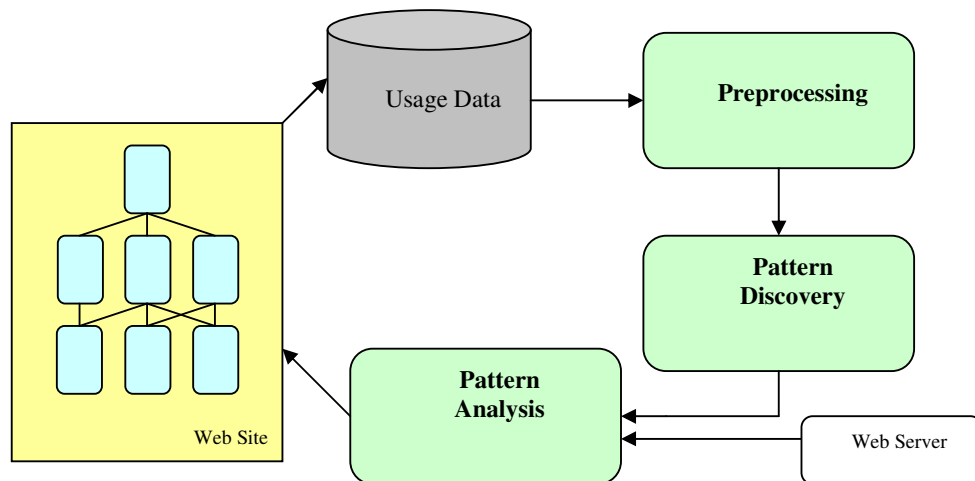 Usage Data
Preprocessing
Pattern
Discovery
Pattern
Analysis
Web Site
Web Server